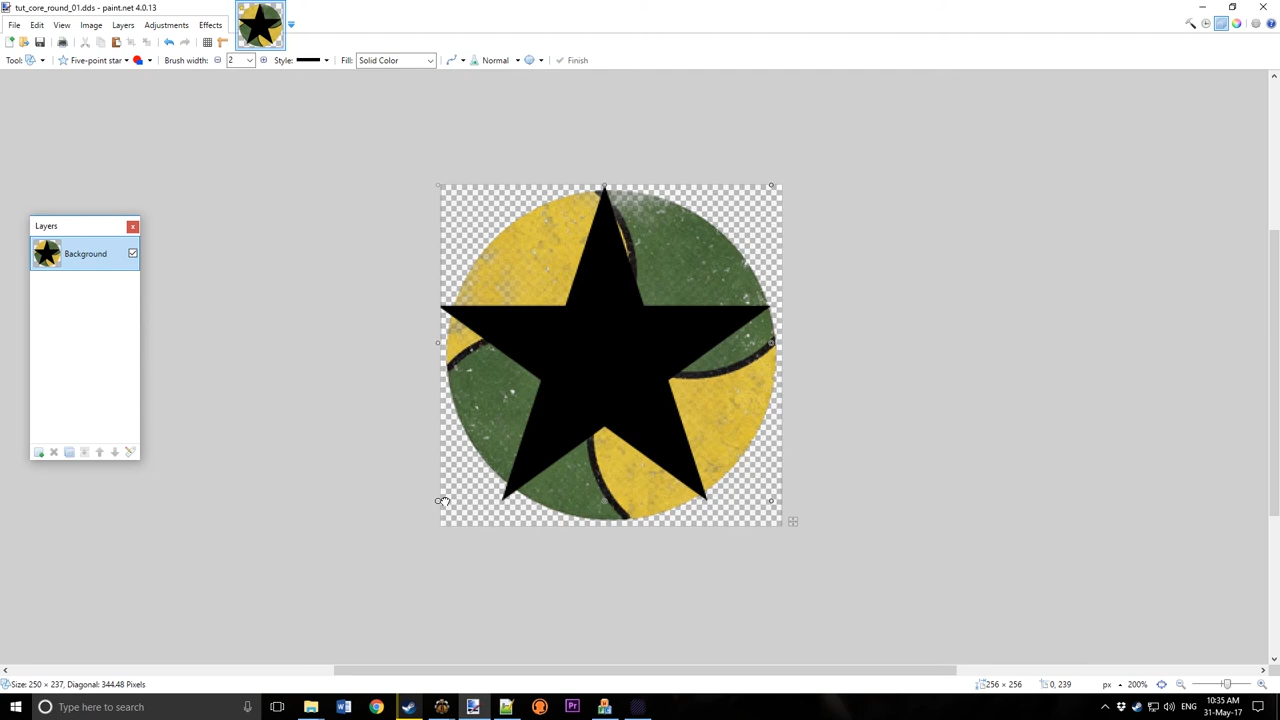 tut_core_round_01.dds - paint.net 4.0.13
File Edit View Image Layers Adjustments Effects
Tool: Five-point star Brush width: 2 Style: Fill: Solid Color Normal Finish
Layers
Background
Size: 250 × 237, Diagonal: 344.48 Pixels 256 × 256 0, 239 px 200%
Type here to search
ENG
10:35 AM
31-May-17